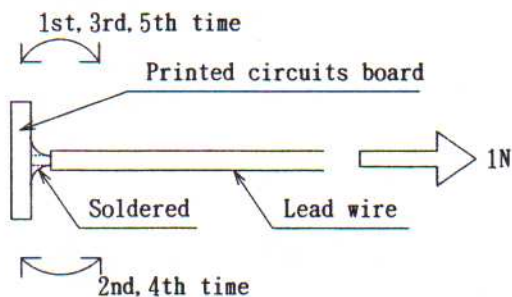 1st, 3rd, 5th time
Printed circuits board
1N
Soldered
Lead wire
2nd, 4th time